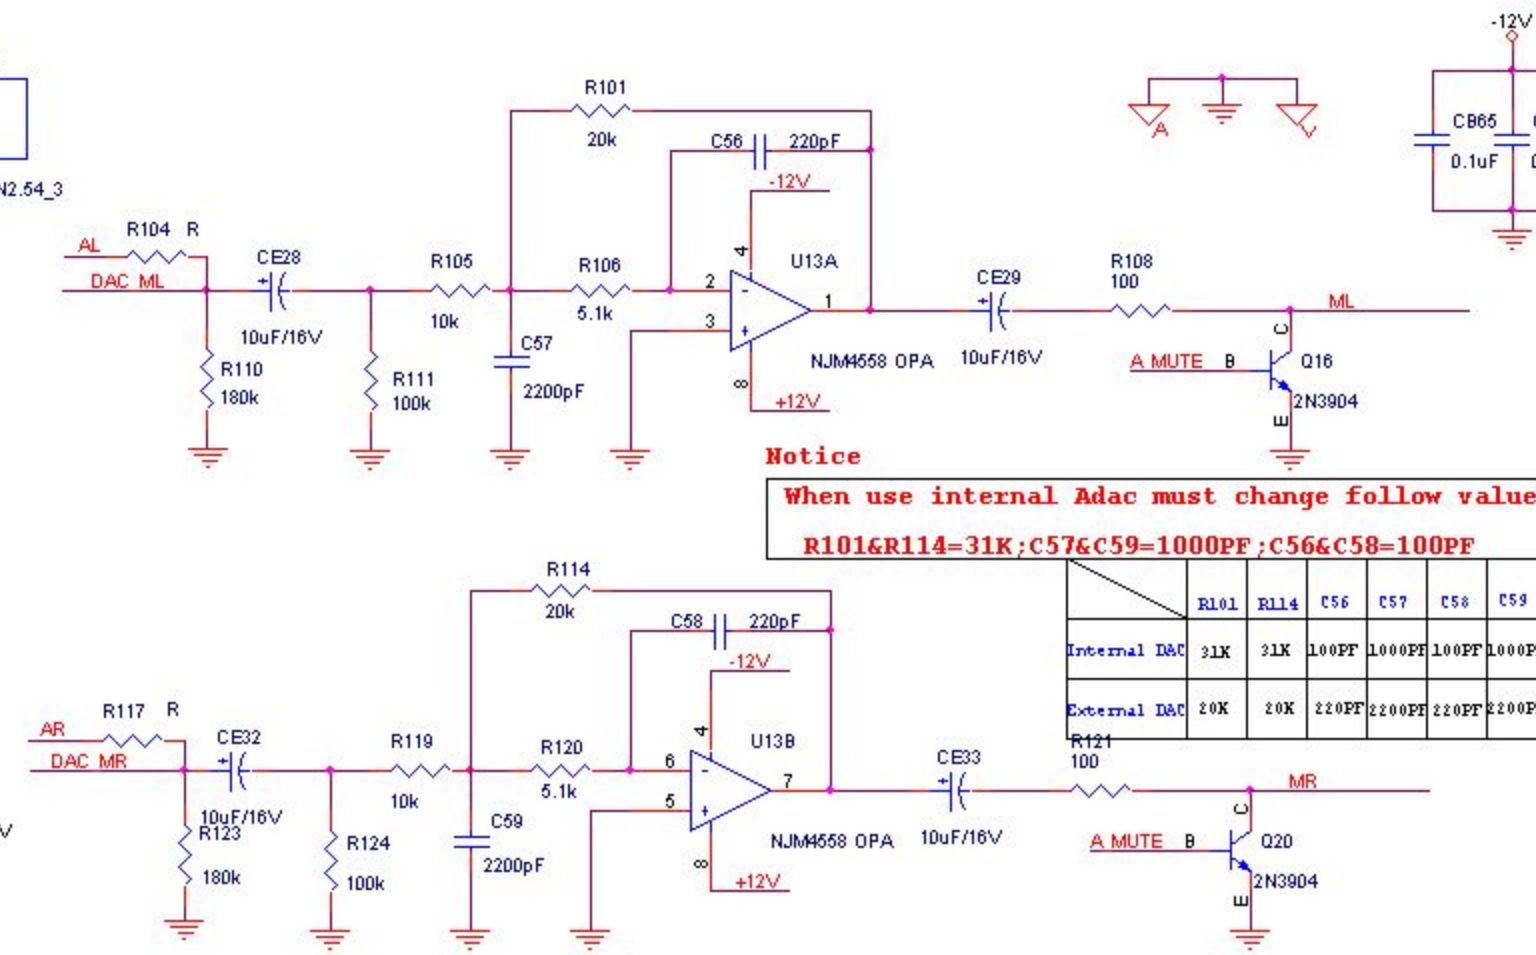 -12V
R101
20k
C56 220pF
-12V
A
V
CB65
0.1uF
N2.54_3
R104 R
AL
DAC ML
CE28
10uF/16V
R105
10k
R106
5.1k
4
2
3
8
1
U13A
NJM4558 OPA
+12V
CE29
10uF/16V
R108
100
ML
C
A MUTE B
Q16
2N3904
E
R110
180k
R111
100k
C57
2200pF
Notice
When use internal Adac must change follow value
R101&R114=31K;C57&C59=1000PF;C56&C58=100PF
R101 R114 C56 C57 C58 C59
Internal DAC 31K 31K 100PF 1000PF 100PF 1000P
External DAC 20K 20K 220PF 2200PF 220PF 2200P
R114
20k
C58 220pF
-12V
R117 R
AR
DAC MR
CE32
10uF/16V
R119
10k
R120
5.1k
4
6
5
8
7
U13B
NJM4558 OPA
+12V
CE33
10uF/16V
R121
100
MR
C
A MUTE B
Q20
2N3904
E
V
R123
180k
R124
100k
C59
2200pF